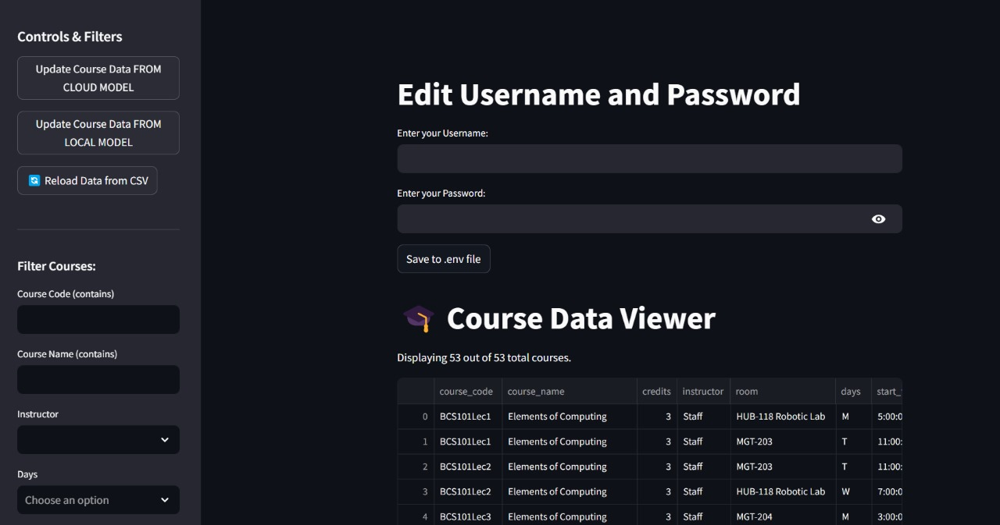 Controls & Filters
Update Course Data FROM
CLOUD MODEL
Update Course Data FROM
LOCAL MODEL
Reload Data from CSV
Filter Courses:
Course Code (contains)
Course Name (contains)
Instructor
Days
Choose an option
Edit Username and Password
Enter your Username:
Enter your Password:
Save to .env file
Course Data Viewer
Displaying 53 out of 53 total courses.
course_code course_name credits instructor room days start_
0 BCS101Lec1 Elements of Computing 3 Staff HUB-118 Robotic Lab M 5:00:0
1 BCS101Lec1 Elements of Computing 3 Staff MGT-203 T 11:00:
2 BCS101Lec2 Elements of Computing 3 Staff MGT-203 T 11:00:
3 BCS101Lec2 Elements of Computing 3 Staff HUB-118 Robotic Lab W 7:00:0
4 BCS101Lec3 Elements of Computing 3 Staff MGT-204 M 3:00:0